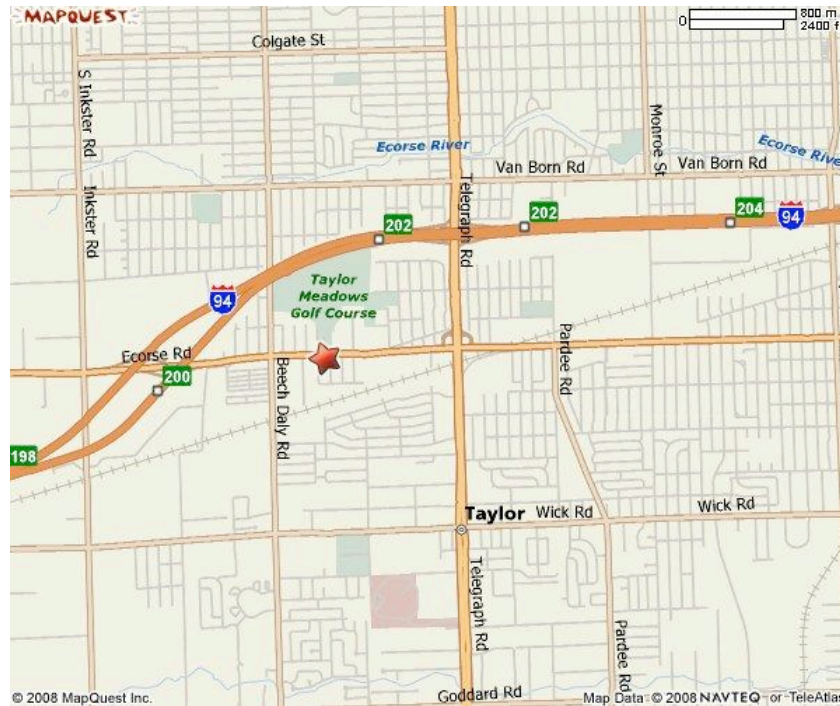 MAPQUEST
0
800 m
2400 f
Colgate St
S Inkster Rd
Monroe St
Ecorse River
Ecorse Rive
Van Born Rd
Van Born Rd
Telegraph Rd
Inkster Rd
202
202
204
94
94
Taylor
Meadows
Golf Course
Ecorse Rd
200
Pardee Rd
Beech Daly Rd
198
Taylor
Wick Rd
Wick Rd
Telegraph Rd
Pardee Rd
Goddard Rd
© 2008 MapQuest Inc.
Map Data © 2008 NAVTEQ or TeleAtlas